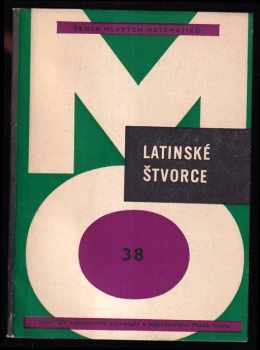 ŠKOLA MLADÝCH MATEMATIKŮ
LATINSKÉ
ŠTVORCE
38